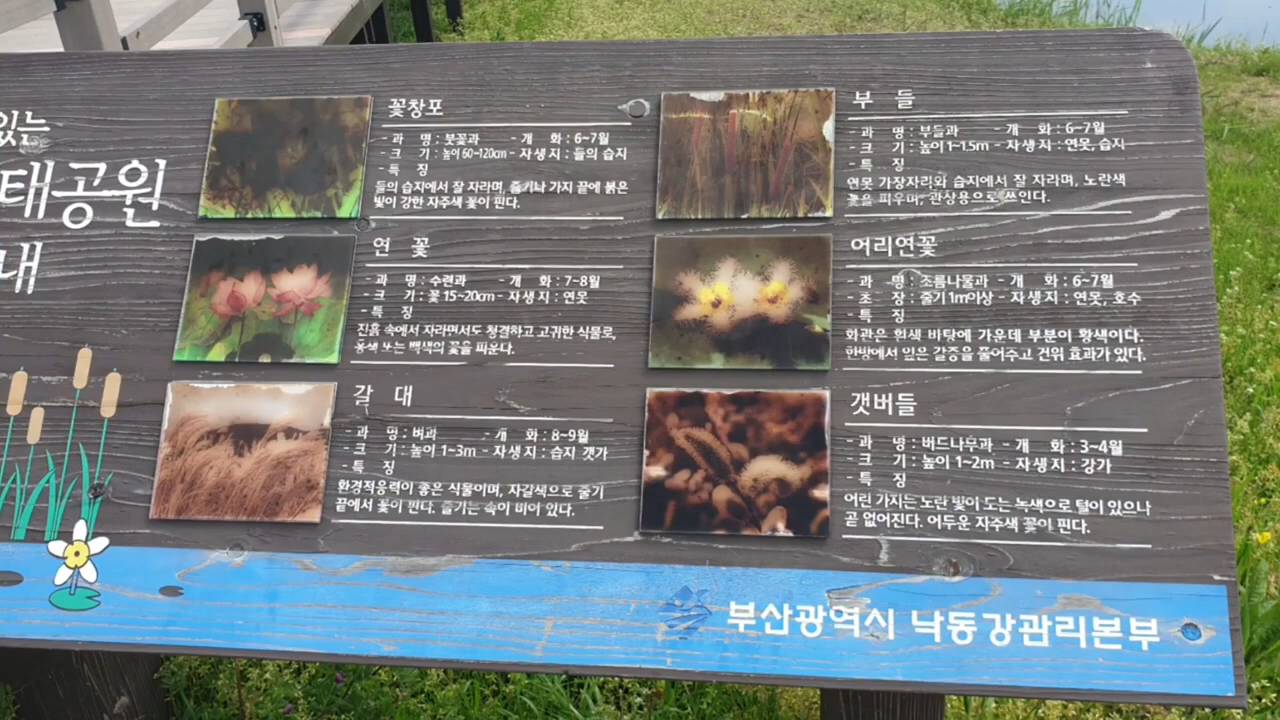 있는
태공원
내
꽃창포
- 과 명 : 붓꽃과 - 개 화 : 6~7월
- 크 기 : 높이 60~120cm - 자생지 : 들의 습지
- 특 징
들의 습지에서 잘 자라며, 줄기나 가지 끝에 붉은
빛이 강한 자주색 꽃이 핀다.
연 꽃
- 과 명 : 수련과 - 개 화 : 7~8월
- 크 기 : 꽃 15~20cm - 자생지 : 연못
- 특 징
진흙 속에서 자라면서도 청결하고 고귀한 식물로,
홍색 또는 백색의 꽃을 피운다.
갈 대
- 과 명 : 벼과 - 개 화 : 8~9월
- 크 기 : 높이 1~3m - 자생지 : 습지 갯가
- 특 징
환경적응력이 좋은 식물이며, 자갈색으로 줄기
끝에서 꽃이 핀다. 줄기는 속이 비어 있다.
부 들
- 과 명 : 부들과 - 개 화 : 6~7월
- 크 기 : 높이 1~1.5m - 자생지 : 연못, 습지
- 특 징
연못 가장자리와 습지에서 잘 자라며, 노란색
꽃을 피우며, 관상용으로 쓰인다.
어리연꽃
- 과 명 : 조름나물과 - 개 화 : 6~7월
- 초 장 : 줄기 1m이상 - 자생지 : 연못, 호수
- 특 징
화관은 흰색 바탕에 가운데 부분이 황색이다.
한방에서 잎은 갈증을 풀어주고 건위 효과가 있다.
갯버들
- 과 명 : 버드나무과 - 개 화 : 3~4월
- 크 기 : 높이 1~2m - 자생지 : 강가
- 특 징
어린 가지는 노란 빛이 도는 녹색으로 털이 있으나
곧 없어진다. 어두운 자주색 꽃이 핀다.
부산광역시 낙동강관리본부